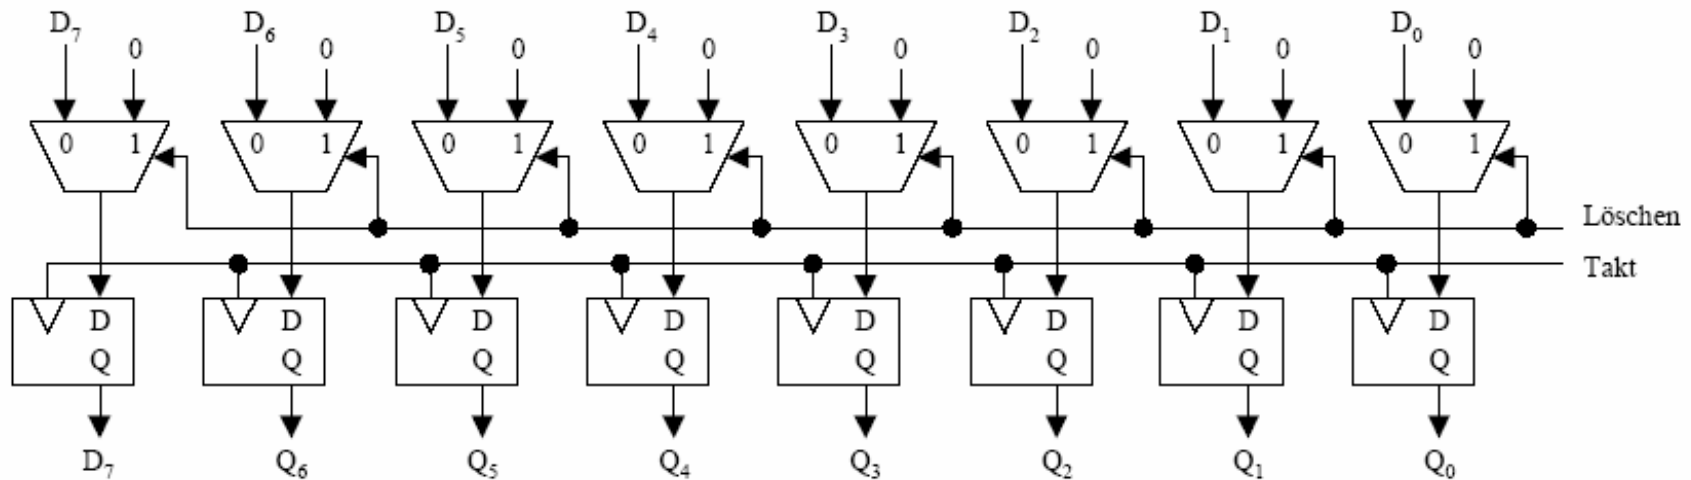 D₇ D₆ D₅ D₄ D₃ D₂ D₁ D₀
0 0 0 0 0 0 0 0
0 1 0 1 0 1 0 1 0 1 0 1 0 1 0 1
Löschen
Takt
D D D D D D D D
Q Q Q Q Q Q Q Q
D₇ Q₆ Q₅ Q₄ Q₃ Q₂ Q₁ Q₀